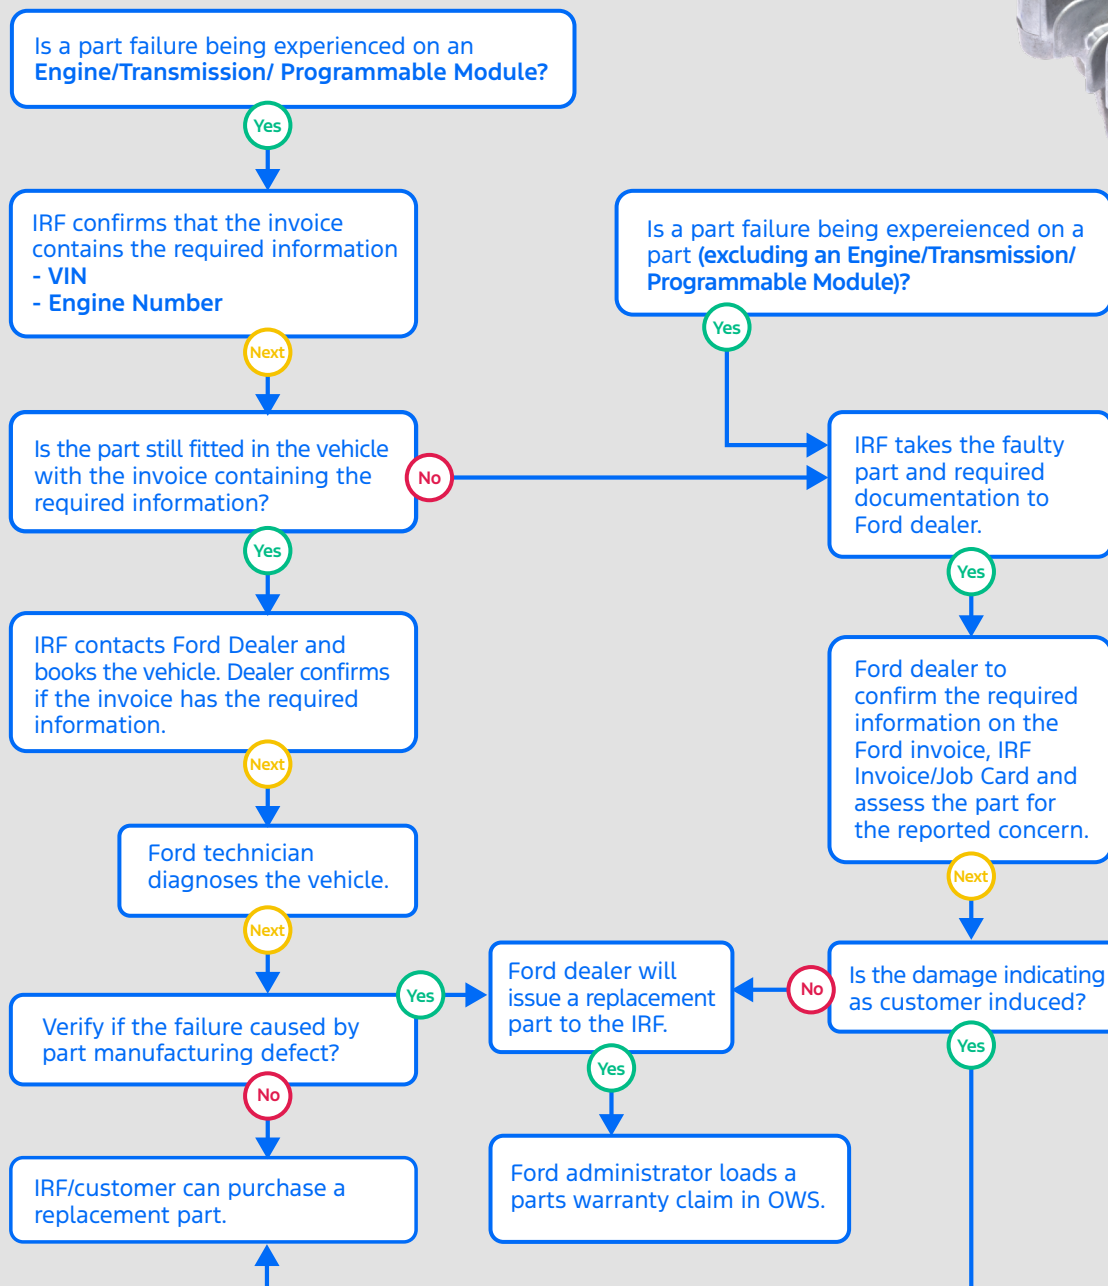 Is a part failure being experienced on an
Engine/Transmission/ Programmable Module?
Yes
IRF confirms that the invoice
contains the required information
- VIN
- Engine Number
Next
Is the part still fitted in the vehicle
with the invoice containing the
required information?
No
Yes
IRF contacts Ford Dealer and
books the vehicle. Dealer confirms
if the invoice has the required
information.
Next
Ford technician
diagnoses the vehicle.
Next
Verify if the failure caused by
part manufacturing defect?
Yes
No
IRF/customer can purchase a
replacement part.
Ford dealer will
issue a replacement
part to the IRF.
Yes
Ford administrator loads a
parts warranty claim in OWS.
Is a part failure being expereienced on a
part (excluding an Engine/Transmission/
Programmable Module)?
Yes
IRF takes the faulty
part and required
documentation to
Ford dealer.
Yes
Ford dealer to
confirm the required
information on the
Ford invoice, IRF
Invoice/Job Card and
assess the part for
the reported concern.
Next
Is the damage indicating
as customer induced?
No
Yes